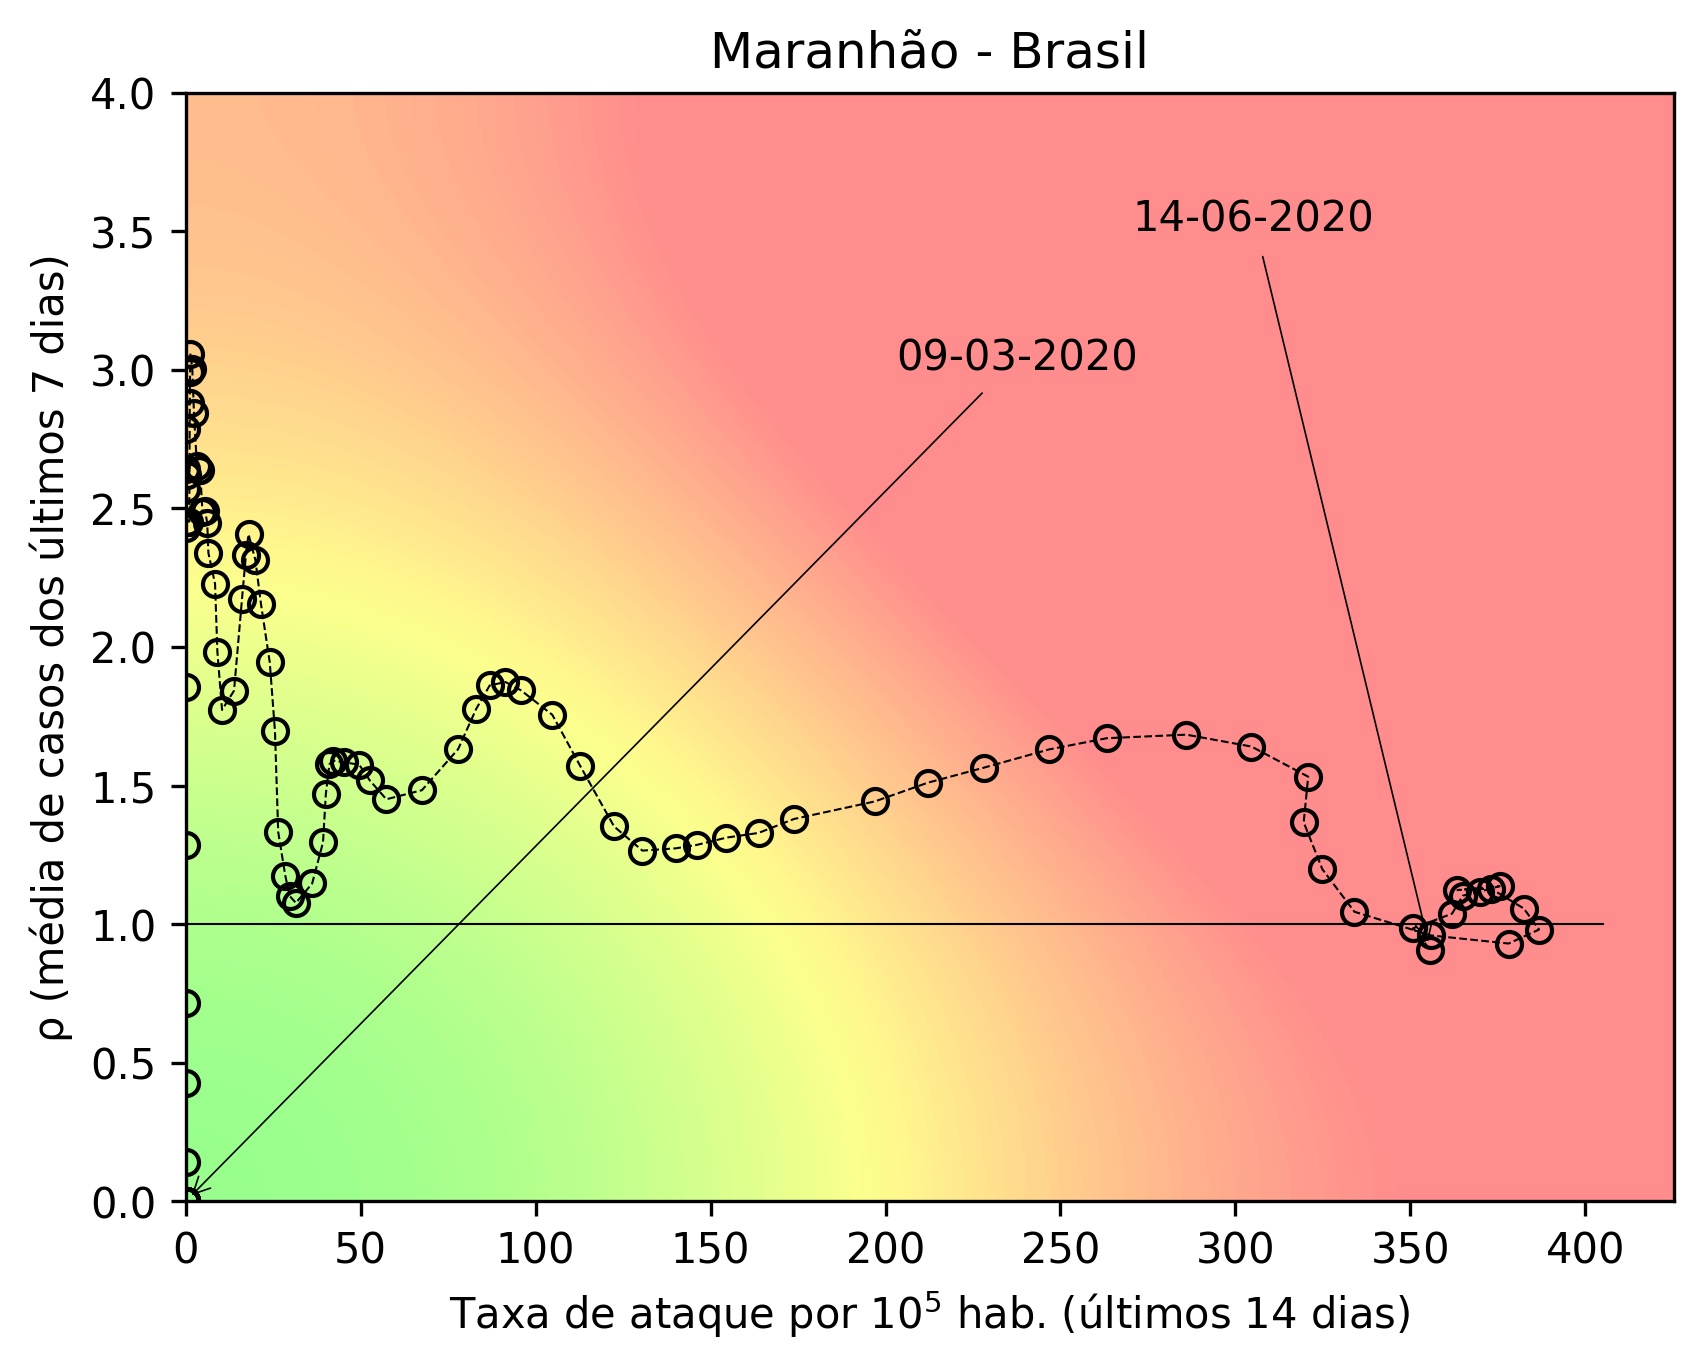 Maranhão - Brasil
4.0
3.5
3.0
2.5
2.0
1.5
1.0
0.5
0.0
ρ (média de casos dos últimos 7 dias)
14-06-2020
09-03-2020
0 50 100 150 200 250 300 350 400
Taxa de ataque por 10⁵ hab. (últimos 14 dias)